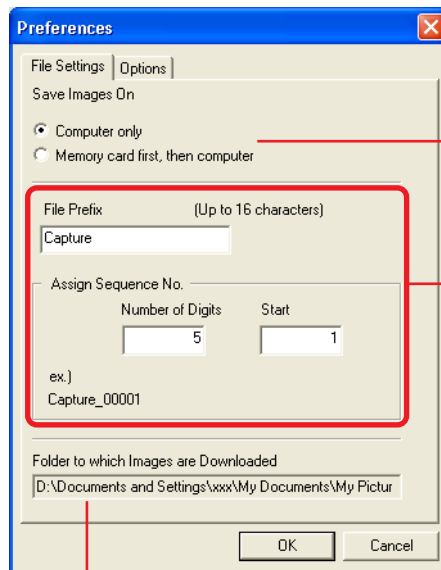 Preferences
File Settings Options
Save Images On
Computer only
Memory card first, then computer
File Prefix (Up to 16 characters)
Capture
Assign Sequence No.
Number of Digits Start
5 1
ex.)
Capture_00001
Folder to which Images are Downloaded
D:\Documents and Settings\xxx\My Documents\My Pictur
OK Cancel